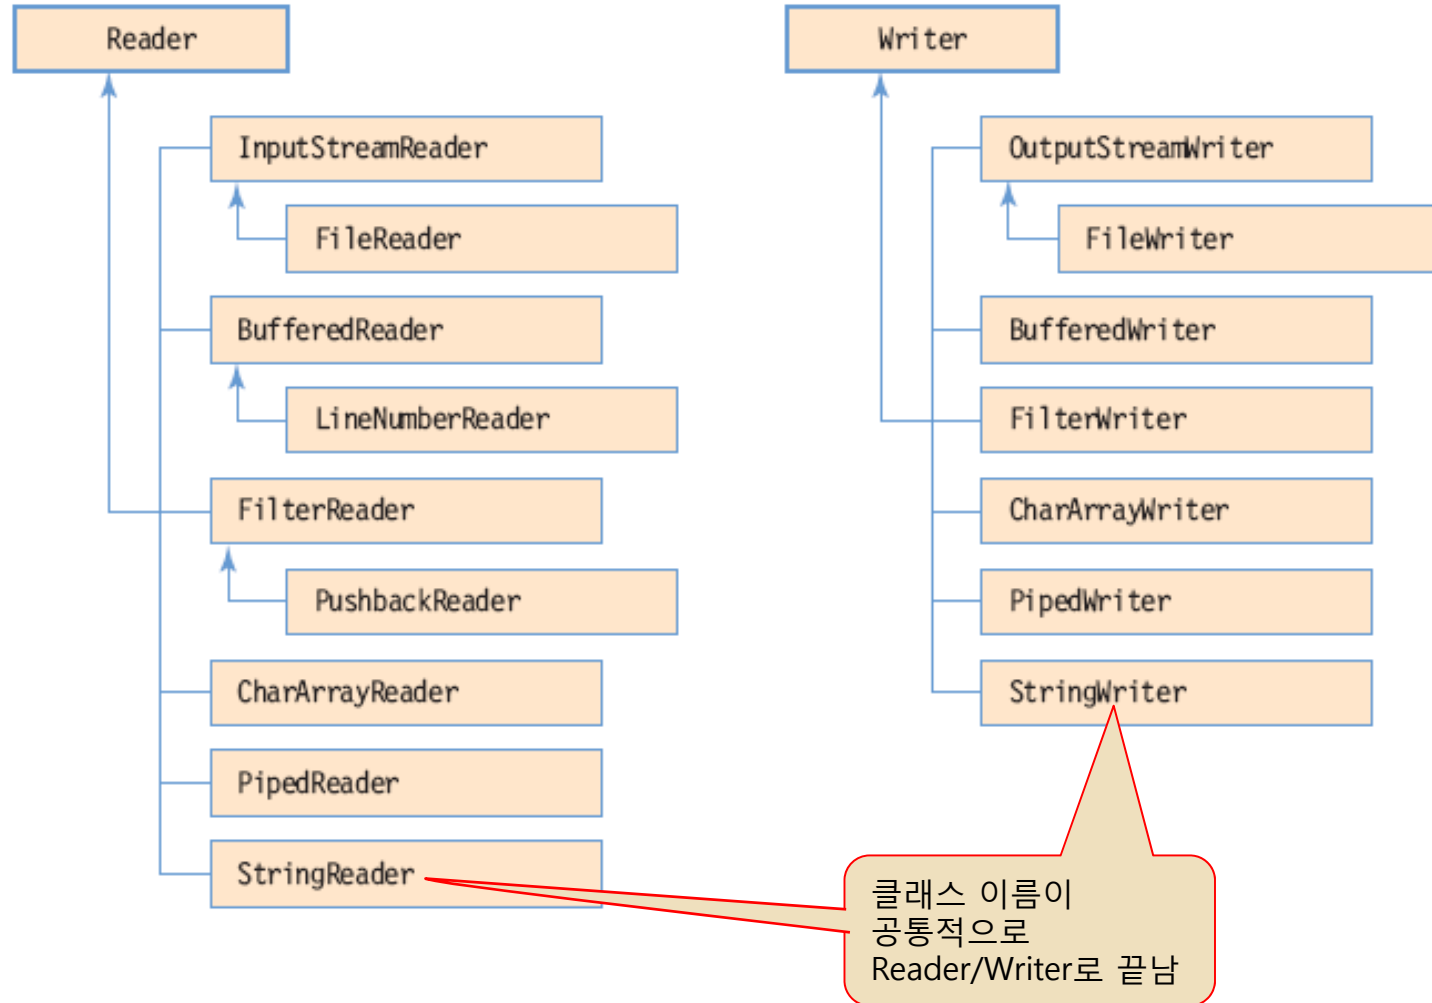 Reader
InputStreamReader
FileReader
BufferedReader
LineNumberReader
FilterReader
PushbackReader
CharArrayReader
PipedReader
StringReader
Writer
OutputStreamWriter
FileWriter
BufferedWriter
FilterWriter
CharArrayWriter
PipedWriter
StringWriter
클래스 이름이
공통적으로
Reader/Writer로 끝남